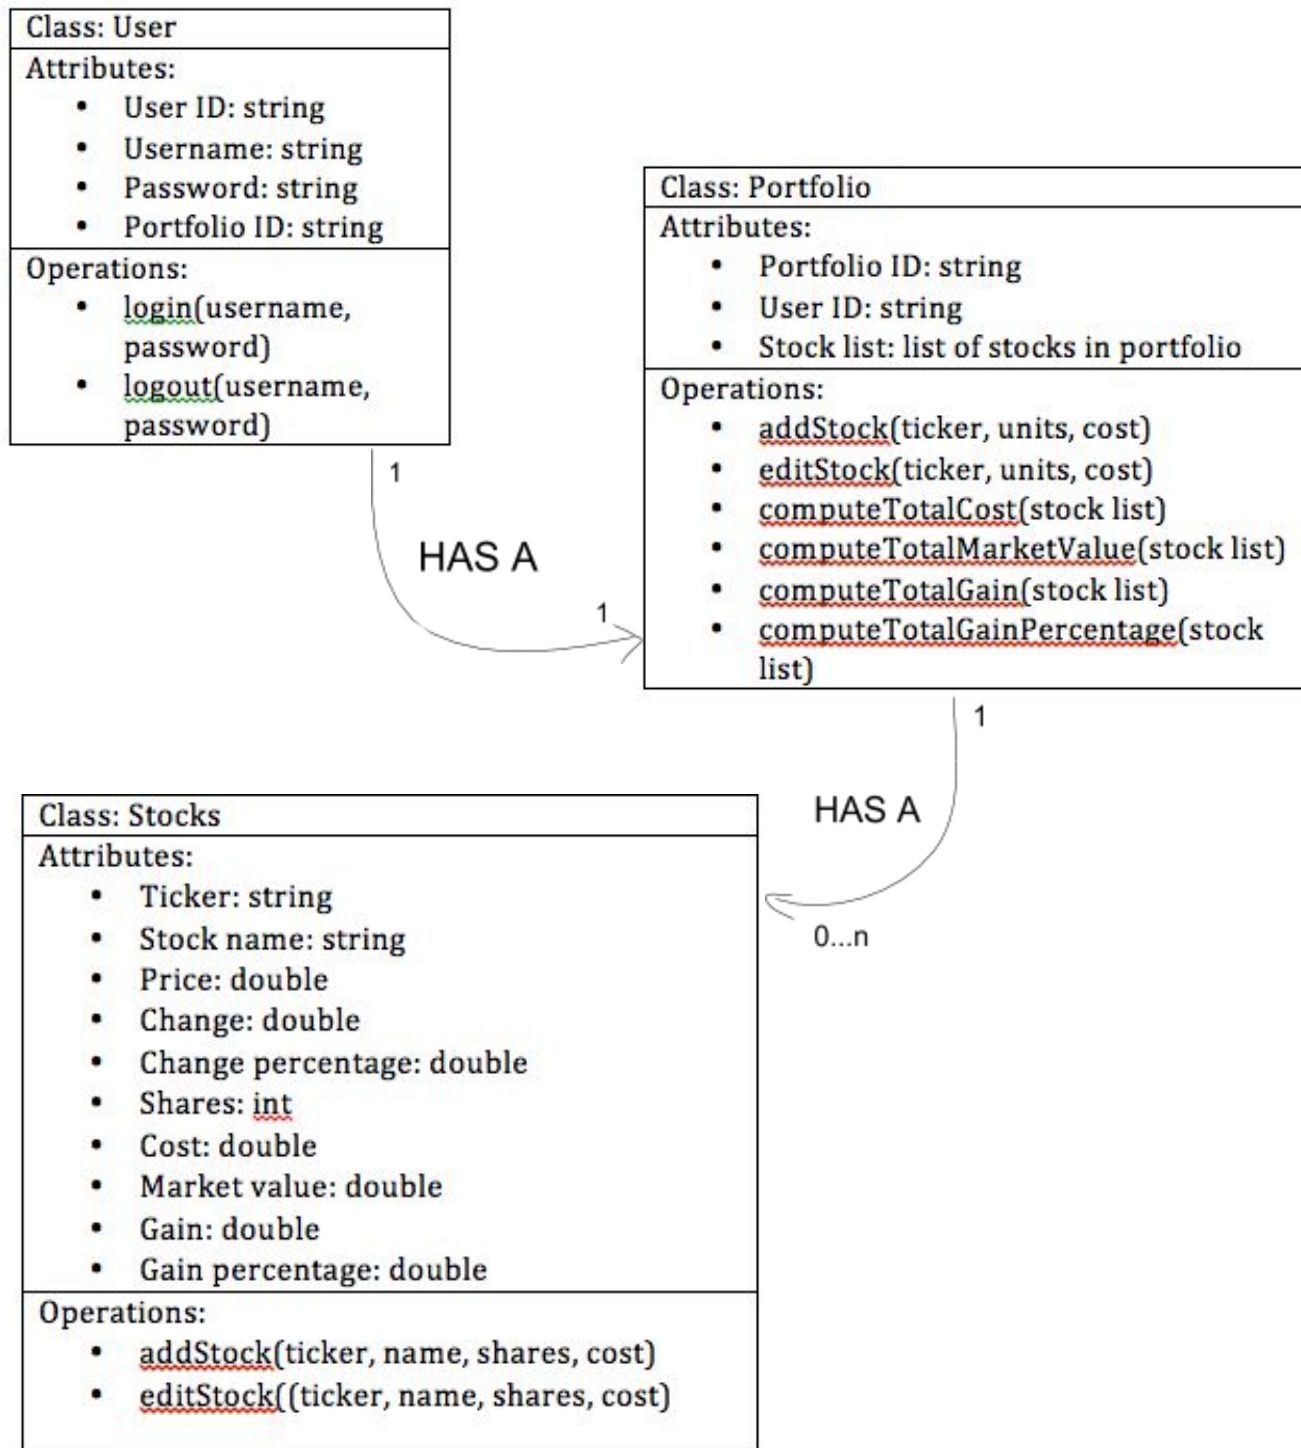 Class: User
Attributes:
• User ID: string
• Username: string
• Password: string
• Portfolio ID: string
Operations:
• login(username,
password)
• logout(username,
password)
1
HAS A
1
Class: Portfolio
Attributes:
• Portfolio ID: string
• User ID: string
• Stock list: list of stocks in portfolio
Operations:
• addStock(ticker, units, cost)
• editStock(ticker, units, cost)
• computeTotalCost(stock list)
• computeTotalMarketValue(stock list)
• computeTotalGain(stock list)
• computeTotalGainPercentage(stock
list)
1
HAS A
0...n
Class: Stocks
Attributes:
• Ticker: string
• Stock name: string
• Price: double
• Change: double
• Change percentage: double
• Shares: int
• Cost: double
• Market value: double
• Gain: double
• Gain percentage: double
Operations:
• addStock(ticker, name, shares, cost)
• editStock((ticker, name, shares, cost)